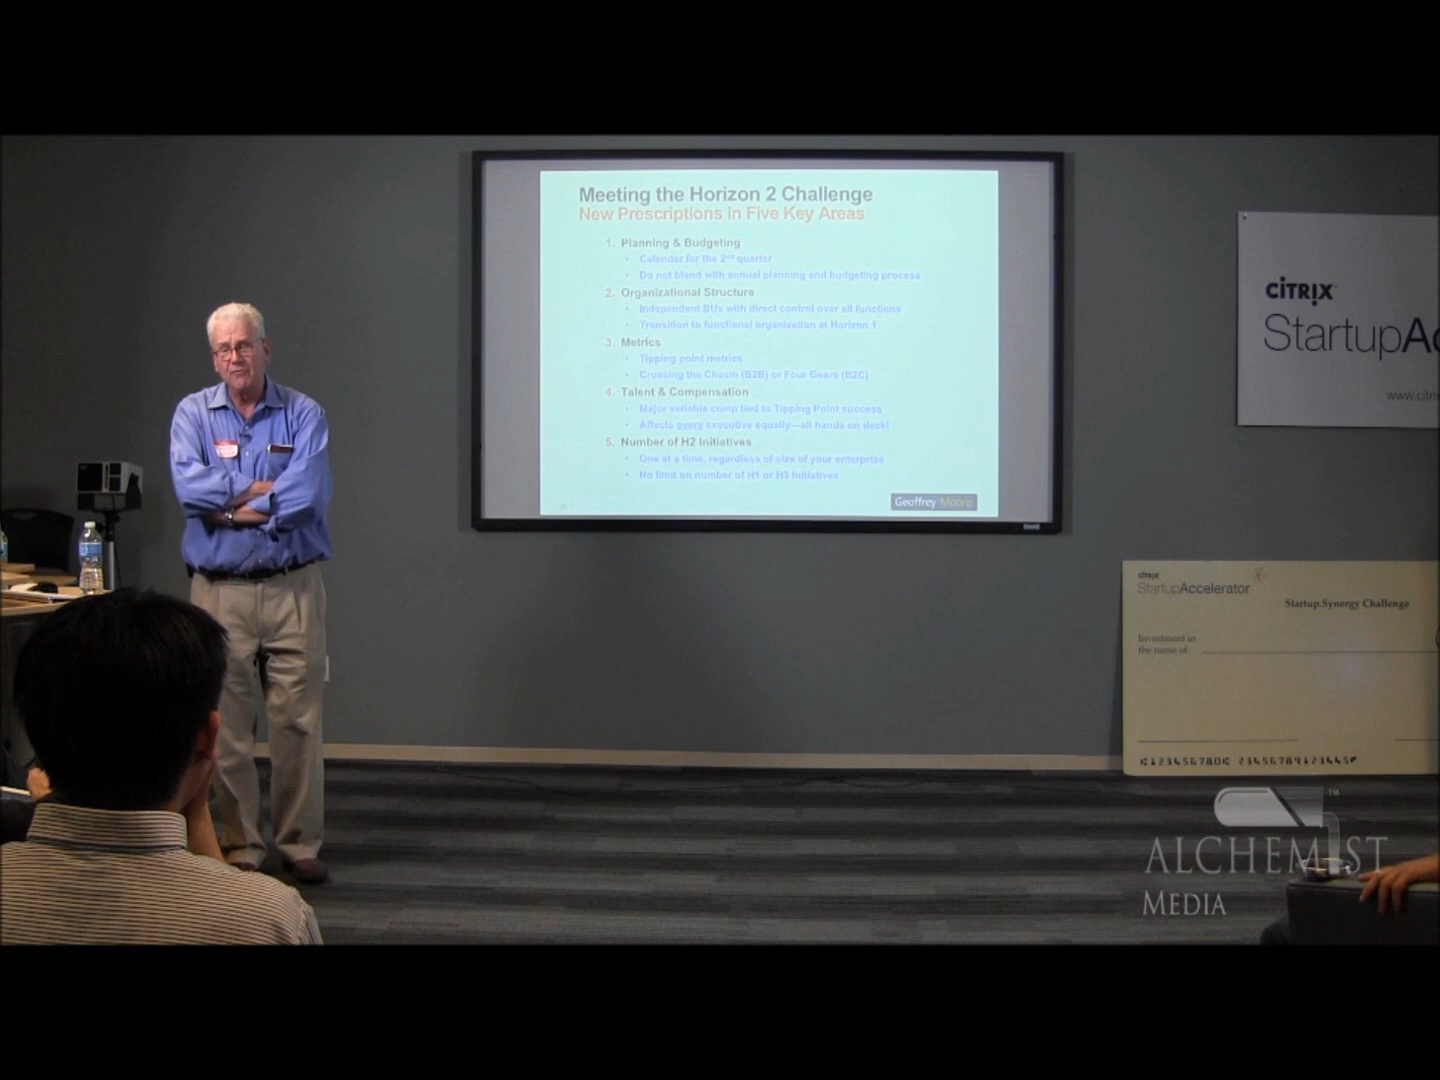 Meeting the Horizon 2 Challenge
New Prescriptions in Five Key Areas
1. Planning & Budgeting
• Calendar for the 2nd quarter
• Do not blend with annual planning and budgeting process
2. Organizational Structure
• Independent BUs with direct control over all functions
• Transition to functional organization at Horizon 1
3. Metrics
• Tipping point metrics
• Crossing the Chasm (B2B) or Four Gears (B2C)
4. Talent & Compensation
• Major variable comp tied to Tipping Point success
• Affects every executive equally—all hands on deck!
5. Number of H2 Initiatives
• One at a time, regardless of size of your enterprise
• No limit on number of H1 or H3 Initiatives
Geoffrey Moore
CITRIX
StartupAc
www.citri
citrix
StartupAccelerator
Startup.Synergy Challenge
Investment in
the name of
ALCHEMIST
MEDIA
TM